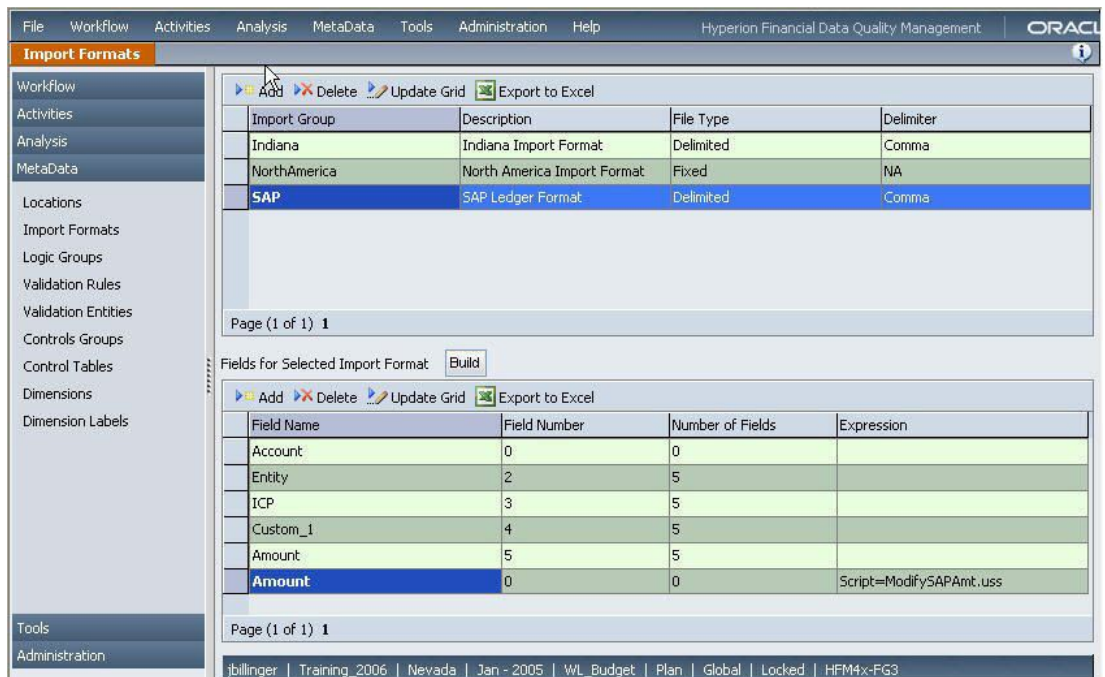 File Workflow Activities Analysis MetaData Tools Administration Help Hyperion Financial Data Quality Management ORACL
Import Formats
Workflow
Activities
Analysis
MetaData
Locations
Import Formats
Logic Groups
Validation Rules
Validation Entities
Controls Groups
Control Tables
Dimensions
Dimension Labels
Tools
Administration
Add Delete Update Grid Export to Excel
Import Group Description File Type Delimiter
Indiana Indiana Import Format Delimited Comma
NorthAmerica North America Import Format Fixed NA
SAP SAP Ledger Format Delimited Comma
Page (1 of 1) 1
Fields for Selected Import Format Build
Add Delete Update Grid Export to Excel
Field Name Field Number Number of Fields Expression
Account 0 0
Entity 2 5
ICP 3 5
Custom_1 4 5
Amount 5 5
Amount 0 0 Script=ModifySAPAmt.uss
Page (1 of 1) 1
jbillinger | Training_2006 | Nevada | Jan - 2005 | WL_Budget | Plan | Global | Locked | HFM4x-FG3